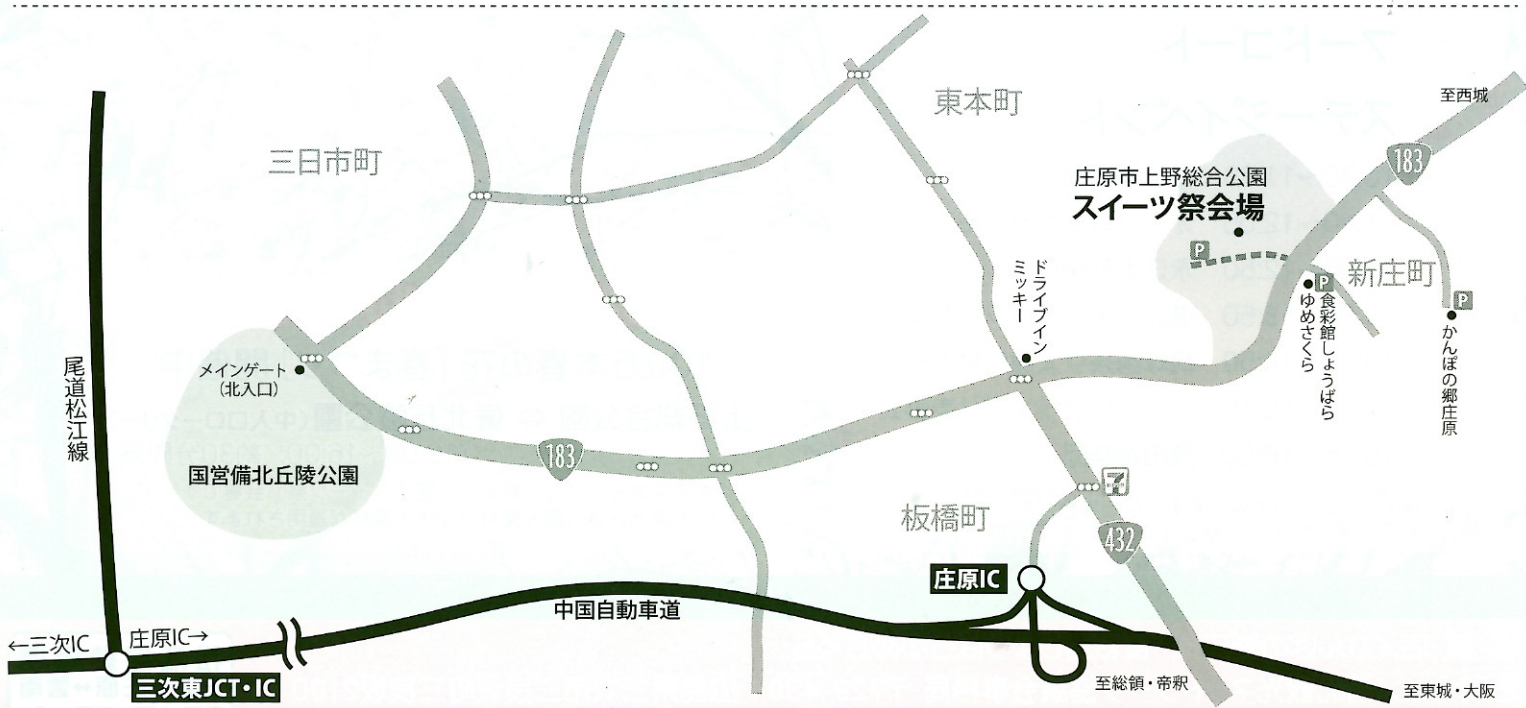 至西城
東本町
183
三日市町
庄原市上野総合公園
スイーツ祭会場
P
新庄町
P
P
ドライブイン
ミッキー
食彩館しょうばら
ゆめさくら
かんぽの郷庄原
メインゲート
(北入口)
尾道松江線
国営備北丘陵公園
183
7
板橋町
432
庄原IC
中国自動車道
←三次IC
庄原IC→
三次東JCT・IC
至総領・帝釈
至東城・大阪